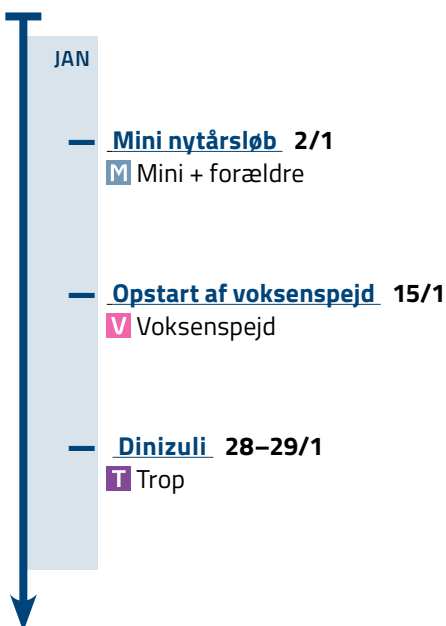 JAN
Mini nytårsløb 2/1
M Mini + forældre
Opstart af voksenspejd 15/1
V Voksenspejd
Dinizuli 28–29/1
T Trop